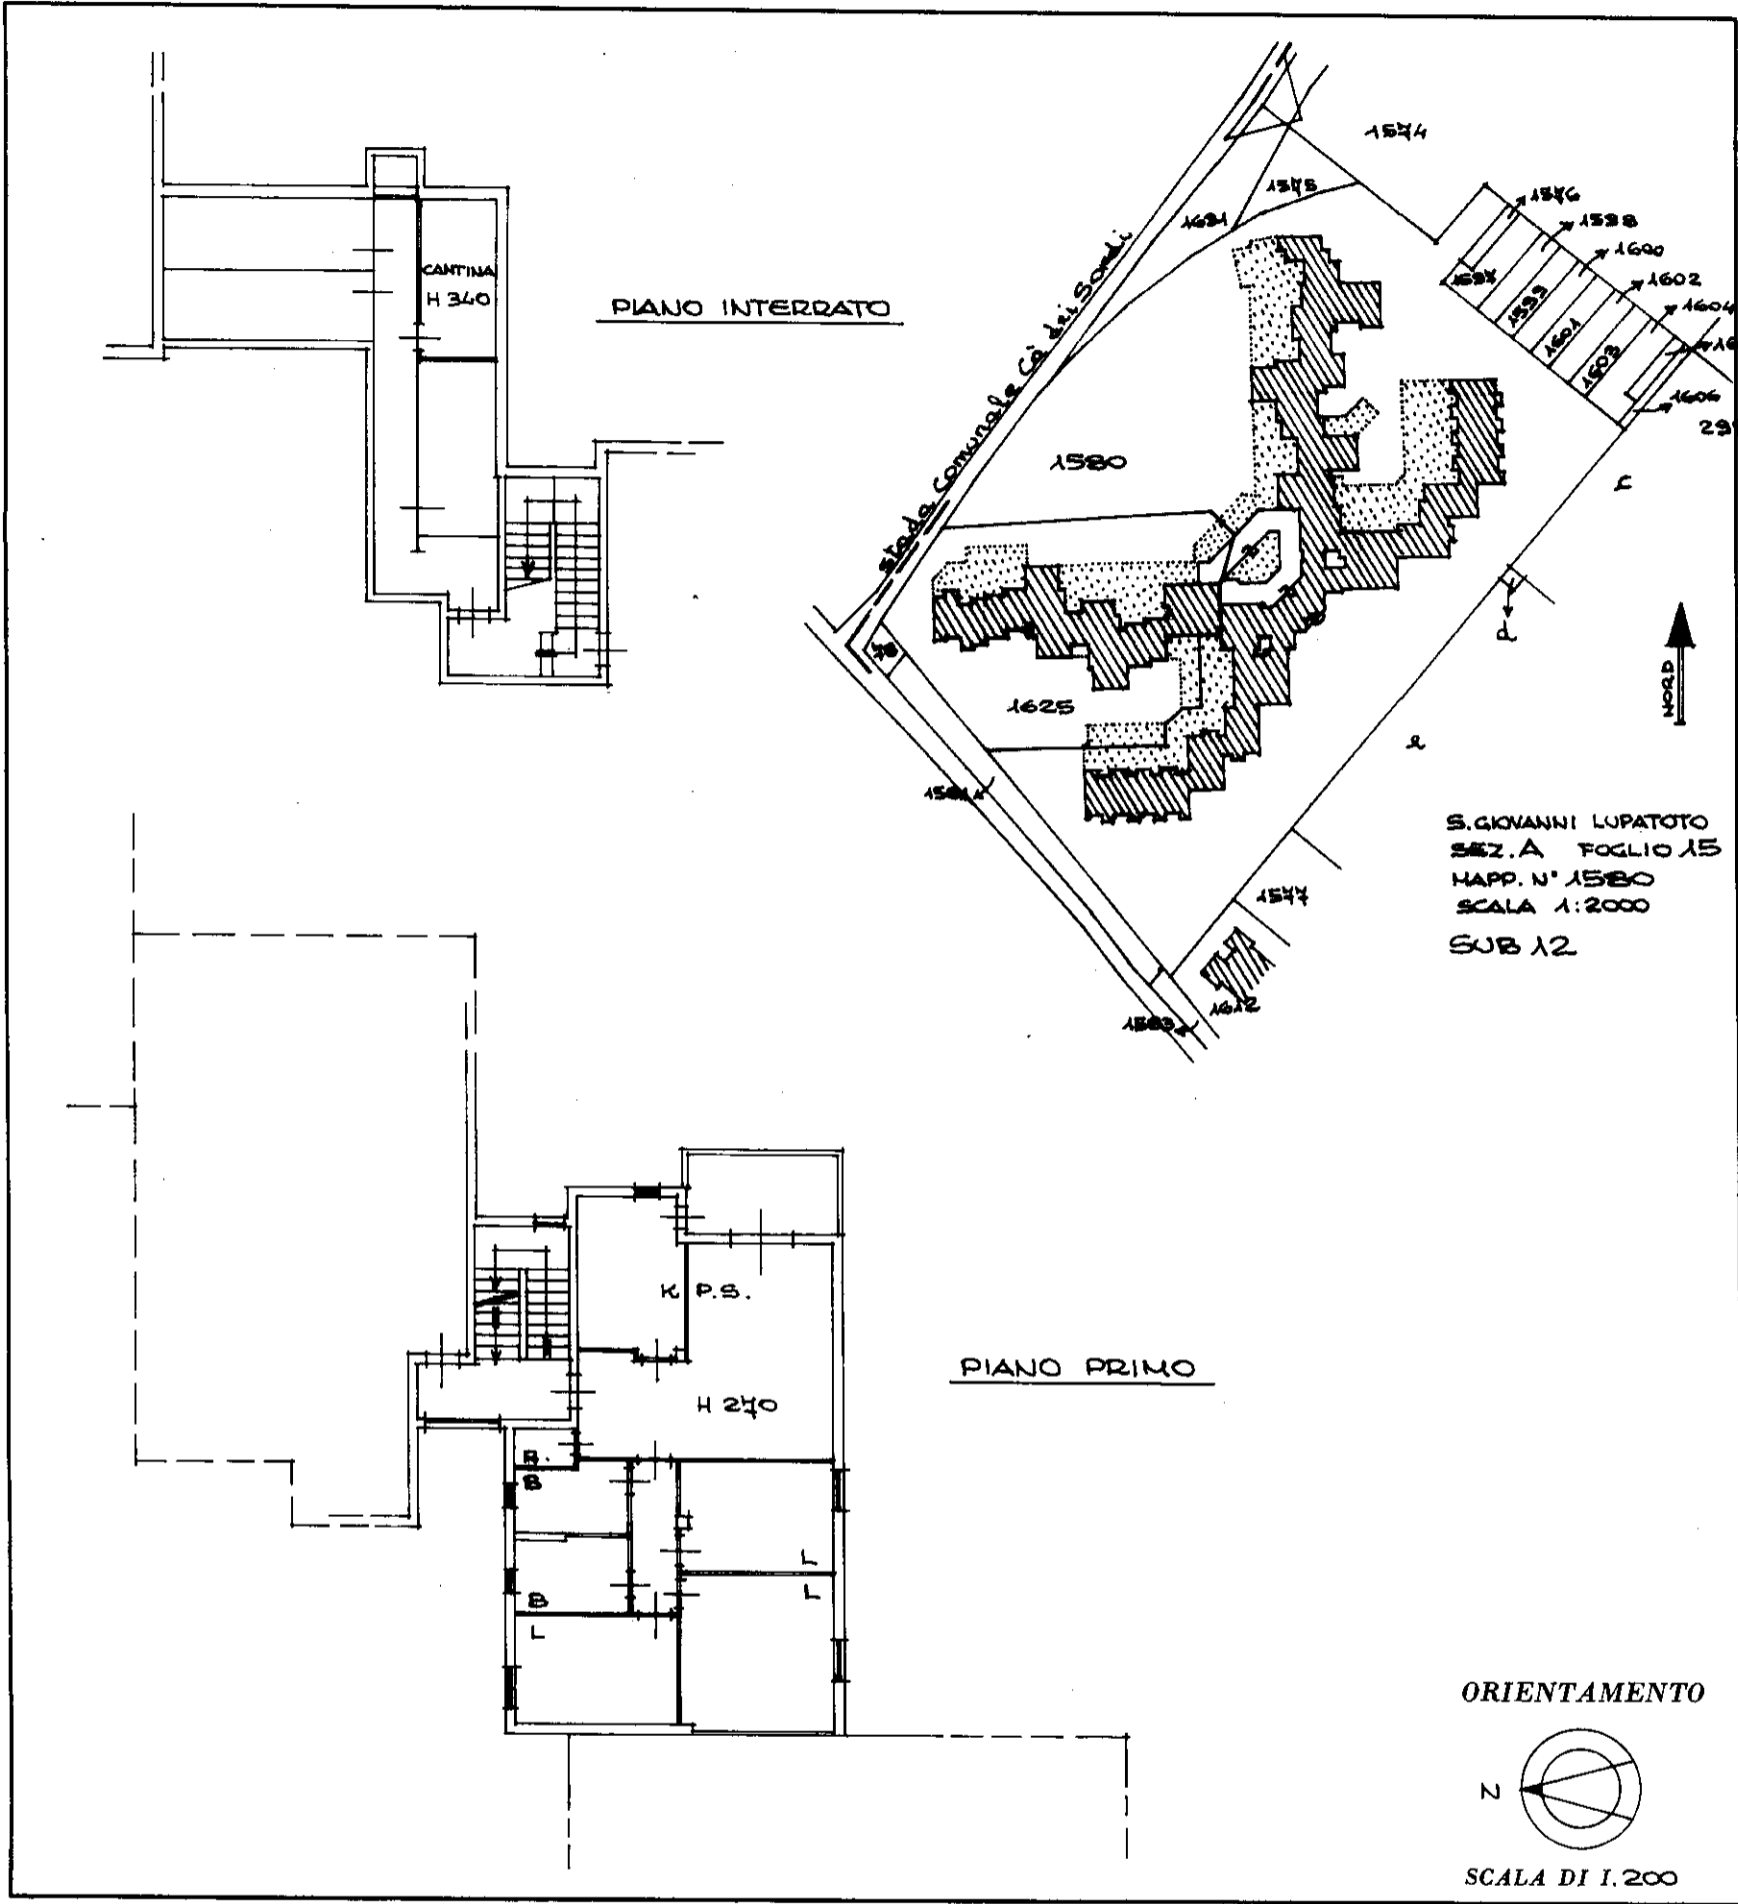 CANTINA
H 340
PIANO INTERRATO
1574
1575
1576
1598
1600
1602
1604
1606
1599
1601
1603
1580
c
d
e
1625
NORD
1577
1612
1583
S. GIOVANNI LUPATOTO
SEZ. A FOGLIO 15
MAPP. N° 1580
SCALA 1:2000
SUB 12
K P.S.
PIANO PRIMO
H 270
R.
B
L
L
B
L
ORIENTAMENTO
N
SCALA DI 1.200